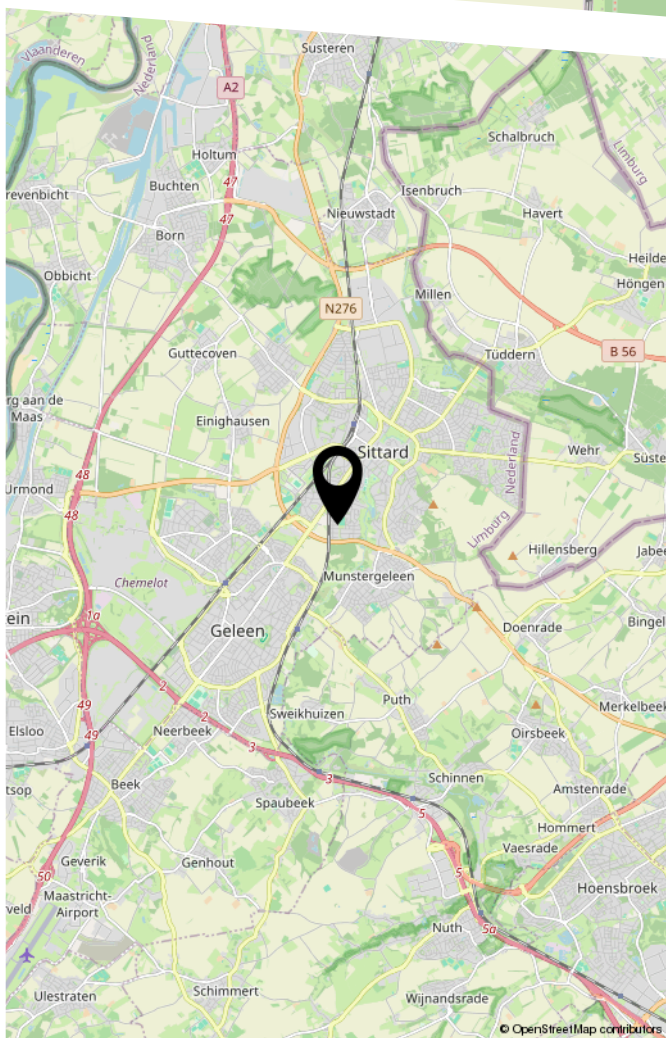 Susteren
Vlaanderen
Nederland
A2
Schalbruch
Limburg
Holtum
47
Buchten
Isenbruch
revenbicht
47
Nieuwstadt
Havert
Born
Heilde
Obbicht
Höngen
Millen
N276
B 56
Guttecoven
Tüddern
rg aan de
Maas
Einighausen
Sittard
Wehr
Süste
Nederland
48
Urmond
48
Limburg
Hillensberg
Jabee
Chemelot
Munstergeleen
1a
ein
Geleen
Doenrade
Bingel
2
Puth
49
2
Sweikhuizen
Merkelbeek
Elsloo
49
Neerbeek
3
Oirsbeek
tsop
3
Schinnen
Beek
Amstenrade
Spaubeek
5
Hommert
Vaesrade
Geverik
Genhout
50
5
Hoensbroek
Maastricht-
Airport
veld
Nuth
5a
Ulestraten
Schimmert
Wijnandsrade
© OpenStreetMap contributors